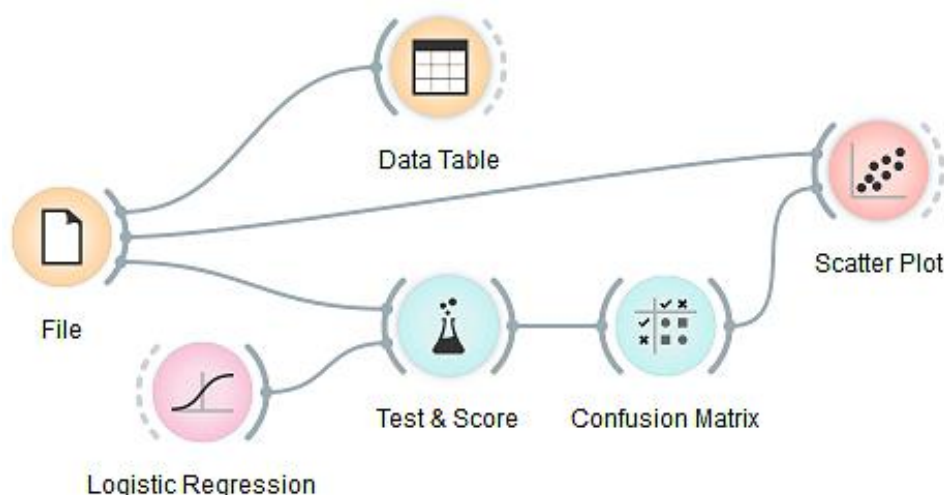 Data Table
Scatter Plot
File
Test & Score
Confusion Matrix
Logistic Regression